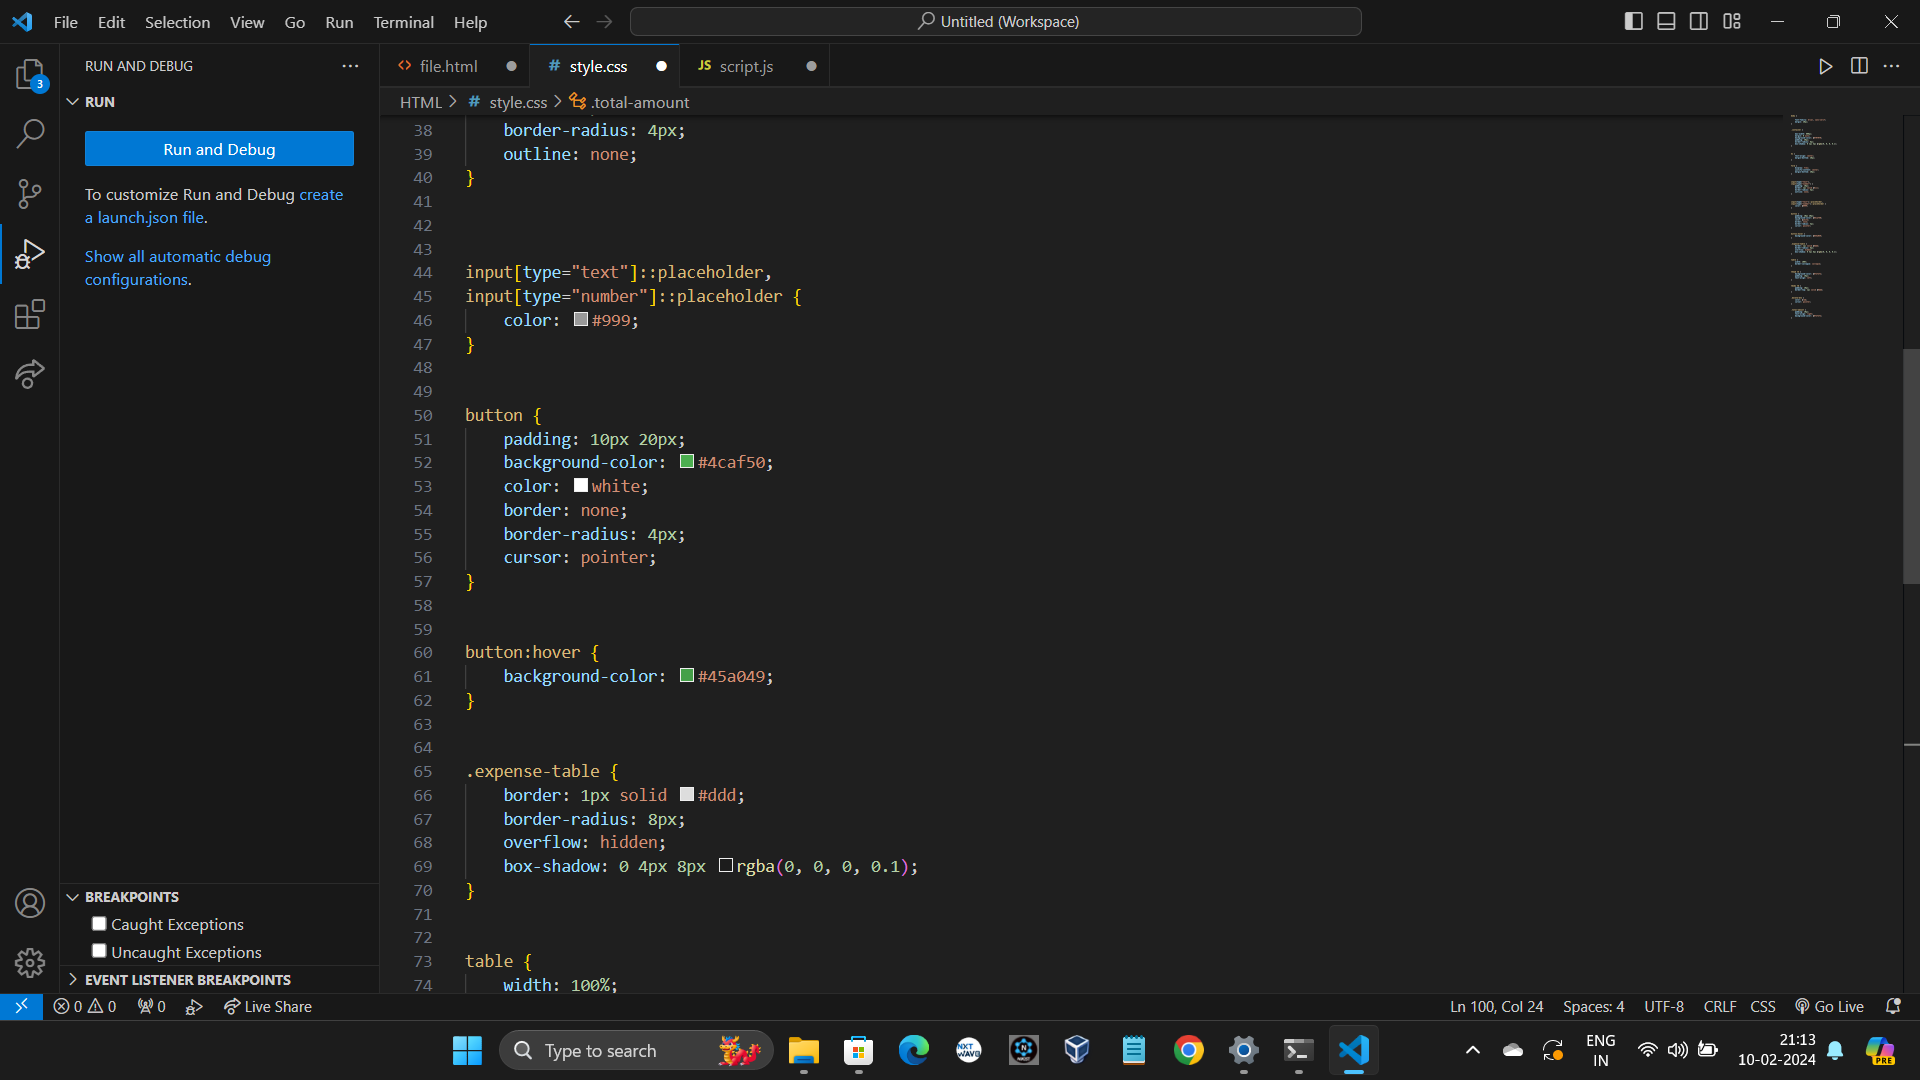 File Edit Selection View Go Run Terminal Help
Untitled (Workspace)
RUN AND DEBUG
RUN
Run and Debug
To customize Run and Debug create
a launch.json file.
Show all automatic debug
configurations.
3
file.html
# style.css
JS script.js
HTML > # style.css > .total-amount
38 border-radius: 4px;
39 outline: none;
40 }
41
42
43
44 input[type="text"]::placeholder,
45 input[type="number"]::placeholder {
46 color: #999;
47 }
48
49
50 button {
51 padding: 10px 20px;
52 background-color: #4caf50;
53 color: white;
54 border: none;
55 border-radius: 4px;
56 cursor: pointer;
57 }
58
59
60 button:hover {
61 background-color: #45a049;
62 }
63
64
65 .expense-table {
66 border: 1px solid #ddd;
67 border-radius: 8px;
68 overflow: hidden;
69 box-shadow: 0 4px 8px rgba(0, 0, 0, 0.1);
70 }
71
72
73 table {
74 width: 100%;
BREAKPOINTS
Caught Exceptions
Uncaught Exceptions
EVENT LISTENER BREAKPOINTS
0 0 0 Live Share
Ln 100, Col 24 Spaces: 4 UTF-8 CRLF CSS Go Live
Type to search
NXT
WAVE
ENG
IN
21:13
10-02-2024
PRE